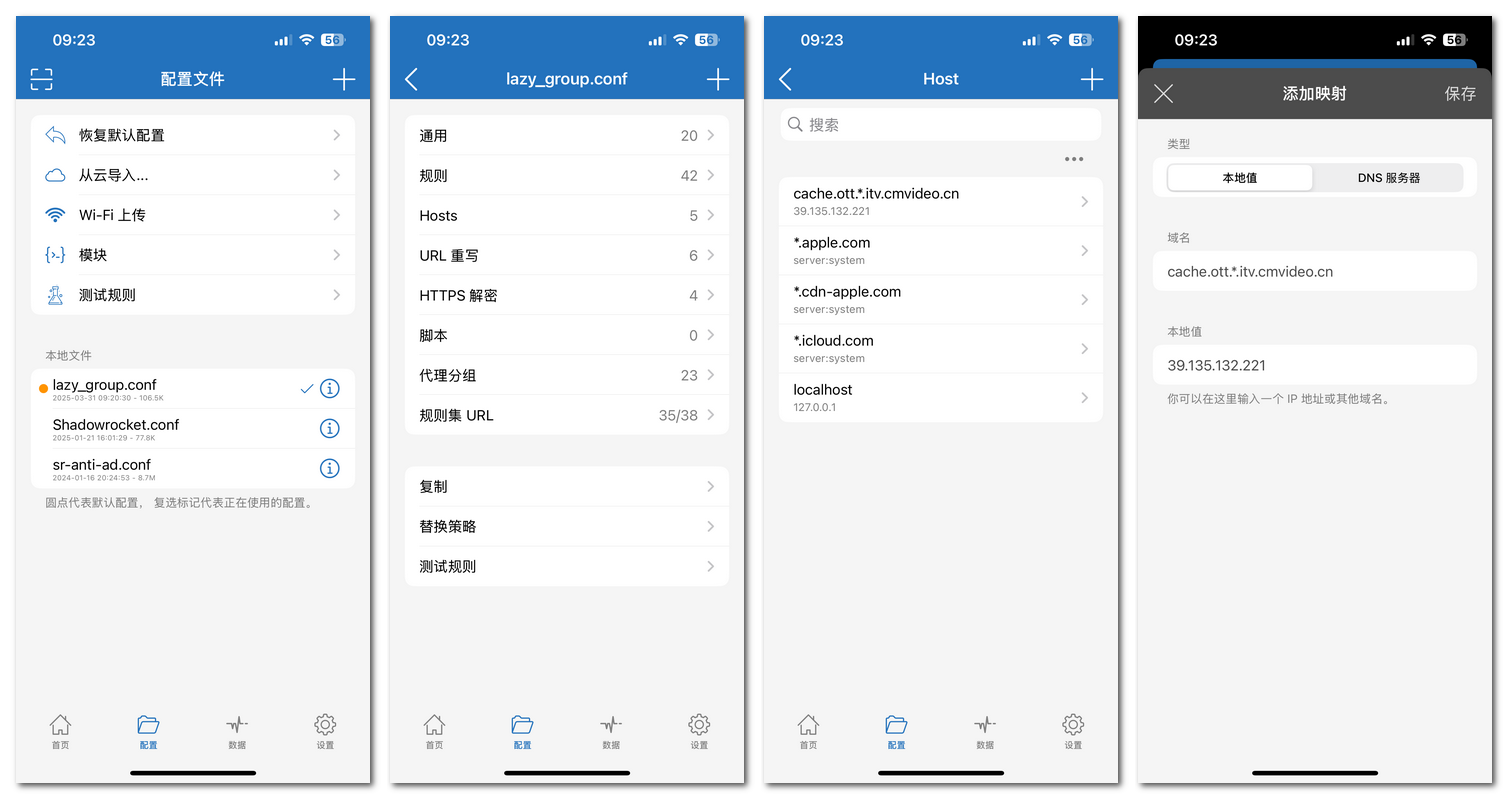 09:23
56
配置文件
恢复默认配置
从云导入...
Wi-Fi 上传
模块
测试规则
本地文件
lazy_group.conf
2025-03-31 09:20:30 - 106.5K
Shadowrocket.conf
2025-01-21 16:01:29 - 77.8K
sr-anti-ad.conf
2024-01-16 20:24:53 - 8.7M
圆点代表默认配置， 复选标记代表正在使用的配置。
首页 配置 数据 设置
09:23
56
lazy_group.conf
通用 20
规则 42
Hosts 5
URL 重写 6
HTTPS 解密 4
脚本 0
代理分组 23
规则集 URL 35/38
复制
替换策略
测试规则
首页 配置 数据 设置
09:23
56
Host
搜索
cache.ott.*.itv.cmvideo.cn
39.135.132.221
*.apple.com
server:system
*.cdn-apple.com
server:system
*.icloud.com
server:system
localhost
127.0.0.1
首页 配置 数据 设置
09:23
56
添加映射 保存
类型
本地值 DNS 服务器
域名
cache.ott.*.itv.cmvideo.cn
本地值
39.135.132.221
你可以在这里输入一个 IP 地址或其他域名。